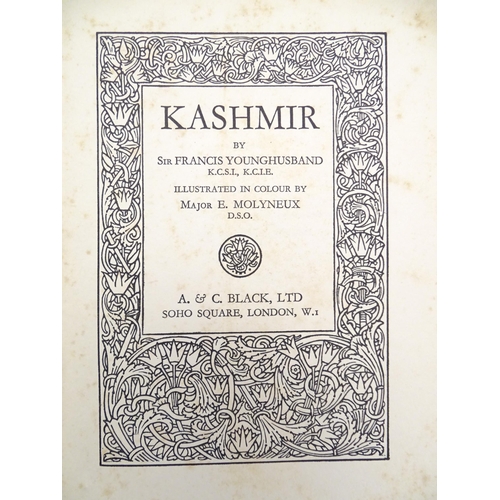 KASHMIR
BY
SIR FRANCIS YOUNGHUSBAND
K.C.S.I., K.C.I.E.
ILLUSTRATED IN COLOUR BY
MAJOR E. MOLYNEUX
D.S.O.
A. & C. BLACK, LTD
SOHO SQUARE, LONDON, W.1